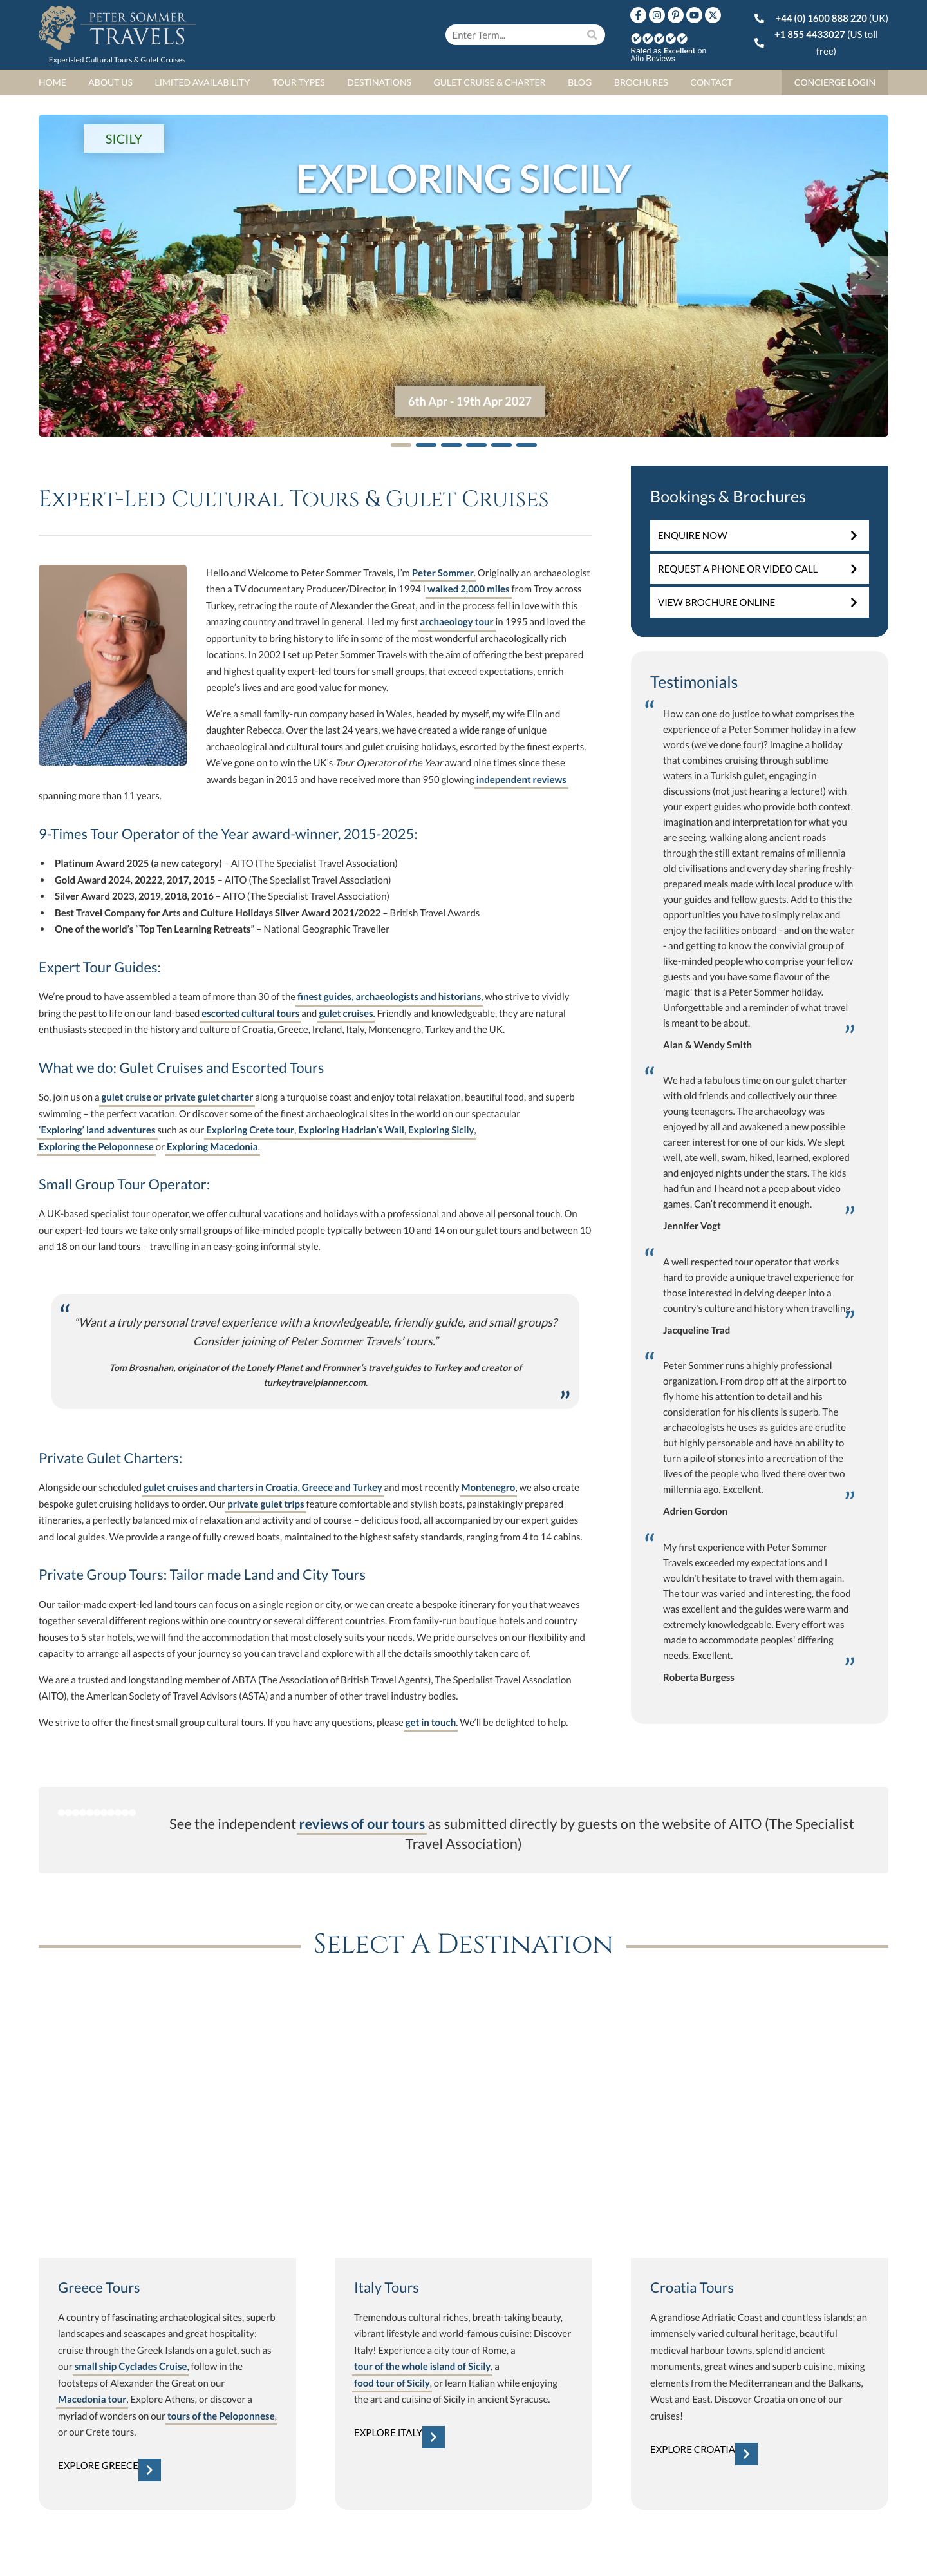 PETER SOMMER
TRAVELS
Expert-led Cultural Tours & Gulet Cruises
Enter Term...
Rated as Excellent on
Aito Reviews
+44 (0) 1600 888 220 (UK)
+1 855 4433027 (US toll
free)
HOME ABOUT US LIMITED AVAILABILITY TOUR TYPES DESTINATIONS GULET CRUISE & CHARTER BLOG BROCHURES CONTACT CONCIERGE LOGIN
SICILY
EXPLORING SICILY
6th Apr - 19th Apr 2027
Expert-Led Cultural Tours & Gulet Cruises
Hello and Welcome to Peter Sommer Travels, I'm Peter Sommer. Originally an archaeologist
then a TV documentary Producer/Director, in 1994 I walked 2,000 miles from Troy across
Turkey, retracing the route of Alexander the Great, and in the process fell in love with this
amazing country and travel in general. I led my first archaeology tour in 1995 and loved the
opportunity to bring history to life in some of the most wonderful archaeologically rich
locations. In 2002 I set up Peter Sommer Travels with the aim of offering the best prepared
and highest quality expert-led tours for small groups, that exceed expectations, enrich
people's lives and are good value for money.
We're a small family-run company based in Wales, headed by myself, my wife Elin and
daughter Rebecca. Over the last 24 years, we have created a wide range of unique
archaeological and cultural tours and gulet cruising holidays, escorted by the finest experts.
We've gone on to win the UK's Tour Operator of the Year award nine times since these
awards began in 2015 and have received more than 950 glowing independent reviews
spanning more than 11 years.
9-Times Tour Operator of the Year award-winner, 2015-2025:
• Platinum Award 2025 (a new category) – AITO (The Specialist Travel Association)
• Gold Award 2024, 20222, 2017, 2015 – AITO (The Specialist Travel Association)
• Silver Award 2023, 2019, 2018, 2016 – AITO (The Specialist Travel Association)
• Best Travel Company for Arts and Culture Holidays Silver Award 2021/2022 – British Travel Awards
• One of the world's "Top Ten Learning Retreats" – National Geographic Traveller
Expert Tour Guides:
We're proud to have assembled a team of more than 30 of the finest guides, archaeologists and historians, who strive to vividly
bring the past to life on our land-based escorted cultural tours and gulet cruises. Friendly and knowledgeable, they are natural
enthusiasts steeped in the history and culture of Croatia, Greece, Ireland, Italy, Montenegro, Turkey and the UK.
What we do: Gulet Cruises and Escorted Tours
So, join us on a gulet cruise or private gulet charter along a turquoise coast and enjoy total relaxation, beautiful food, and superb
swimming – the perfect vacation. Or discover some of the finest archaeological sites in the world on our spectacular
'Exploring' land adventures such as our Exploring Crete tour, Exploring Hadrian's Wall, Exploring Sicily,
Exploring the Peloponnese or Exploring Macedonia.
Small Group Tour Operator:
A UK-based specialist tour operator, we offer cultural vacations and holidays with a professional and above all personal touch. On
our expert-led tours we take only small groups of like-minded people typically between 10 and 14 on our gulet tours and between 10
and 18 on our land tours – travelling in an easy-going informal style.
"Want a truly personal travel experience with a knowledgeable, friendly guide, and small groups?
Consider joining of Peter Sommer Travels' tours."
Tom Brosnahan, originator of the Lonely Planet and Frommer's travel guides to Turkey and creator of
turkeytravelplanner.com.
Private Gulet Charters:
Alongside our scheduled gulet cruises and charters in Croatia, Greece and Turkey and most recently Montenegro, we also create
bespoke gulet cruising holidays to order. Our private gulet trips feature comfortable and stylish boats, painstakingly prepared
itineraries, a perfectly balanced mix of relaxation and activity and of course – delicious food, all accompanied by our expert guides
and local guides. We provide a range of fully crewed boats, maintained to the highest safety standards, ranging from 4 to 14 cabins.
Private Group Tours: Tailor made Land and City Tours
Our tailor-made expert-led land tours can focus on a single region or city, or we can create a bespoke itinerary for you that weaves
together several different regions within one country or several different countries. From family-run boutique hotels and country
houses to 5 star hotels, we will find the accommodation that most closely suits your needs. We pride ourselves on our flexibility and
capacity to arrange all aspects of your journey so you can travel and explore with all the details smoothly taken care of.
We are a trusted and longstanding member of ABTA (The Association of British Travel Agents), The Specialist Travel Association
(AITO), the American Society of Travel Advisors (ASTA) and a number of other travel industry bodies.
We strive to offer the finest small group cultural tours. If you have any questions, please get in touch. We'll be delighted to help.
Bookings & Brochures
ENQUIRE NOW
REQUEST A PHONE OR VIDEO CALL
VIEW BROCHURE ONLINE
Testimonials
How can one do justice to what comprises the
experience of a Peter Sommer holiday in a few
words (we've done four)? Imagine a holiday
that combines cruising through sublime
waters in a Turkish gulet, engaging in
discussions (not just hearing a lecture!) with
your expert guides who provide both context,
imagination and interpretation for what you
are seeing, walking along ancient roads
through the still extant remains of millennia
old civilisations and every day sharing freshly-
prepared meals made with local produce with
your guides and fellow guests. Add to this the
opportunities you have to simply relax and
enjoy the facilities onboard - and on the water
- and getting to know the convivial group of
like-minded people who comprise your fellow
guests and you have some flavour of the
'magic' that is a Peter Sommer holiday.
Unforgettable and a reminder of what travel
is meant to be about.
Alan & Wendy Smith
We had a fabulous time on our gulet charter
with old friends and collectively our three
young teenagers. The archaeology was
enjoyed by all and awakened a new possible
career interest for one of our kids. We slept
well, ate well, swam, hiked, learned, explored
and enjoyed nights under the stars. The kids
had fun and I heard not a peep about video
games. Can't recommend it enough.
Jennifer Vogt
A well respected tour operator that works
hard to provide a unique travel experience for
those interested in delving deeper into a
country's culture and history when travelling.
Jacqueline Trad
Peter Sommer runs a highly professional
organization. From drop off at the airport to
fly home his attention to detail and his
consideration for his clients is superb. The
archaeologists he uses as guides are erudite
but highly personable and have an ability to
turn a pile of stones into a recreation of the
lives of the people who lived there over two
millennia ago. Excellent.
Adrien Gordon
My first experience with Peter Sommer
Travels exceeded my expectations and I
wouldn't hesitate to travel with them again.
The tour was varied and interesting, the food
was excellent and the guides were warm and
extremely knowledgeable. Every effort was
made to accommodate peoples' differing
needs. Excellent.
Roberta Burgess
See the independent reviews of our tours as submitted directly by guests on the website of AITO (The Specialist
Travel Association)
Select A Destination
Greece Tours
A country of fascinating archaeological sites, superb
landscapes and seascapes and great hospitality:
cruise through the Greek Islands on a gulet, such as
our small ship Cyclades Cruise, follow in the
footsteps of Alexander the Great on our
Macedonia tour, Explore Athens, or discover a
myriad of wonders on our tours of the Peloponnese,
or our Crete tours.
EXPLORE GREECE
Italy Tours
Tremendous cultural riches, breath-taking beauty,
vibrant lifestyle and world-famous cuisine: Discover
Italy! Experience a city tour of Rome, a
tour of the whole island of Sicily, a
food tour of Sicily, or learn Italian while enjoying
the art and cuisine of Sicily in ancient Syracuse.
EXPLORE ITALY
Croatia Tours
A grandiose Adriatic Coast and countless islands; an
immensely varied cultural heritage, beautiful
medieval harbour towns, splendid ancient
monuments, great wines and superb cuisine, mixing
elements from the Mediterranean and the Balkans,
West and East. Discover Croatia on one of our
cruises!
EXPLORE CROATIA